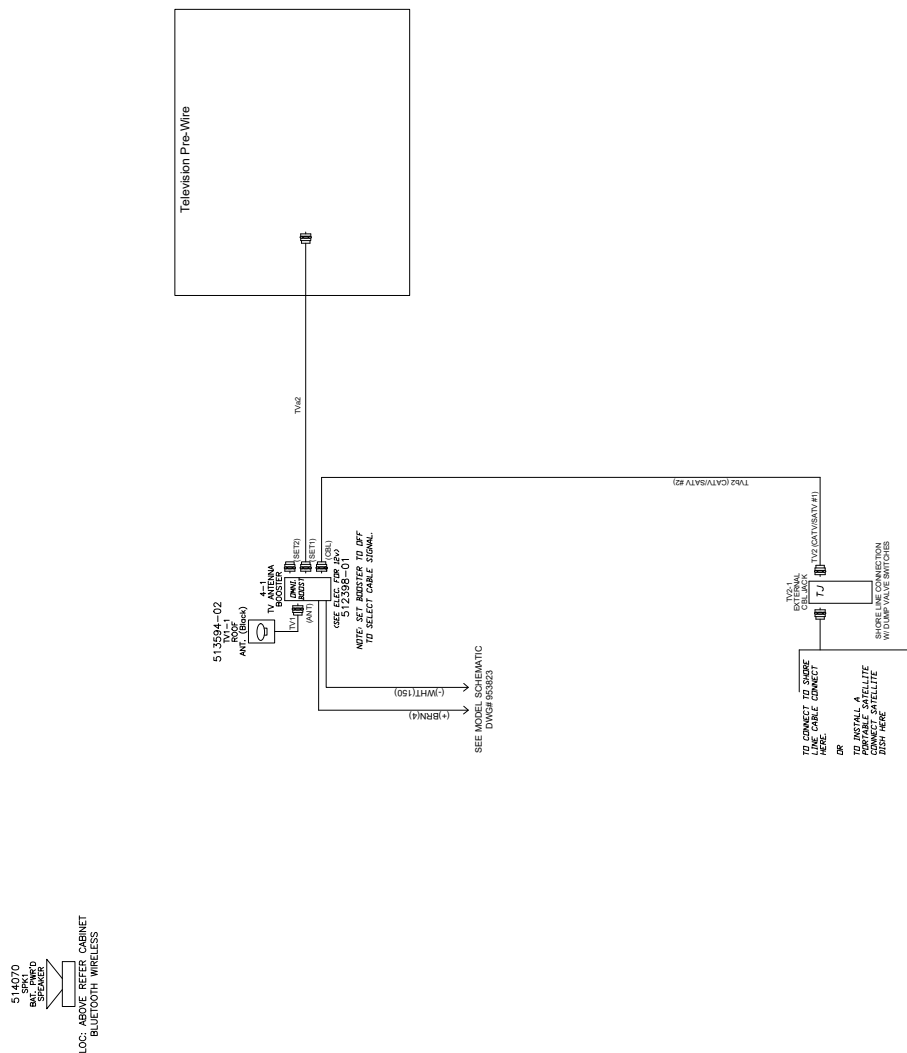 Television Pre-Wire
TVa2
513594-02
TV1-1
ROOF
ANT. (Black)
4-1
TV ANTENNA
BOOSTER
TV1
(ANT)
OMNI.
BOOST
(SET2)
(SET1)
(CBL)
<SEE ELEC. FOR 12v>
512398-01
NOTE: SET BOOSTER TO OFF
TO SELECT CABLE SIGNAL.
(-)WHT(150)
(+)BRN(4)
SEE MODEL SCHEMATIC
DWG# 953823
TVb2 (CATV/SATV #2)
TV2 (CATV/SATV #1)
TV2-1
EXTERNAL
CBL JACK
TJ
SHORE LINE CONNECTION
W/ DUMP VALVE SWITCHES
TO CONNECT TO SHORE
LINE CABLE CONNECT
HERE.
OR
TO INSTALL A
PORTABLE SATELLITE
CONNECT SATELLITE
DISH HERE
514070
SPK1
BAT. PWR'D
SPEAKER
LOC: ABOVE REFER CABINET
BLUETOOTH WIRELESS